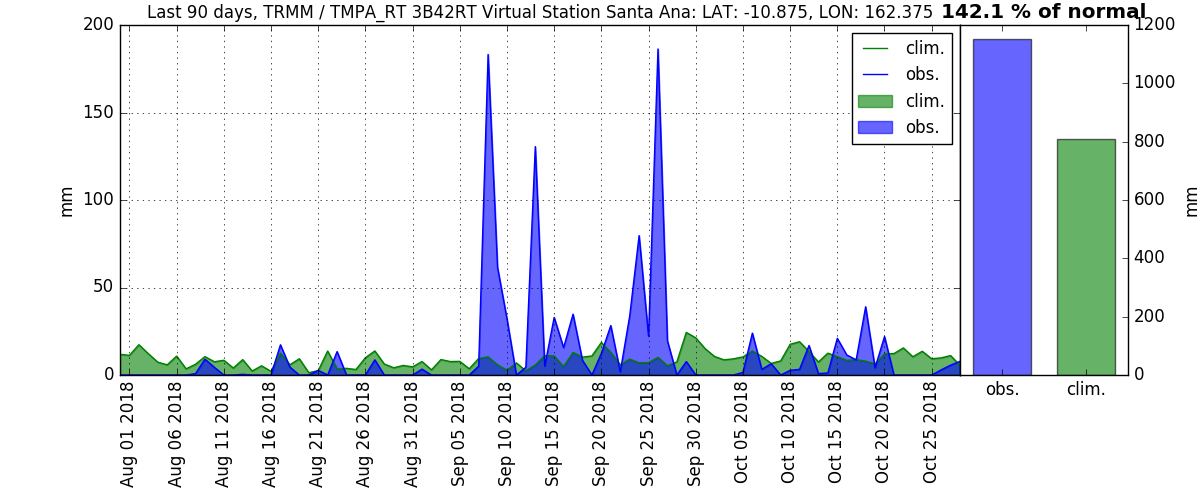 Last 90 days, TRMM / TMPA_RT 3B42RT Virtual Station Santa Ana: LAT: -10.875, LON: 162.375 142.1 % of normal
200
150
100
50
0
mm
clim.
obs.
clim.
obs.
1200
1000
800
600
400
200
0
mm
obs.
clim.
Aug 01 2018
Aug 06 2018
Aug 11 2018
Aug 16 2018
Aug 21 2018
Aug 26 2018
Aug 31 2018
Sep 05 2018
Sep 10 2018
Sep 15 2018
Sep 20 2018
Sep 25 2018
Sep 30 2018
Oct 05 2018
Oct 10 2018
Oct 15 2018
Oct 20 2018
Oct 25 2018